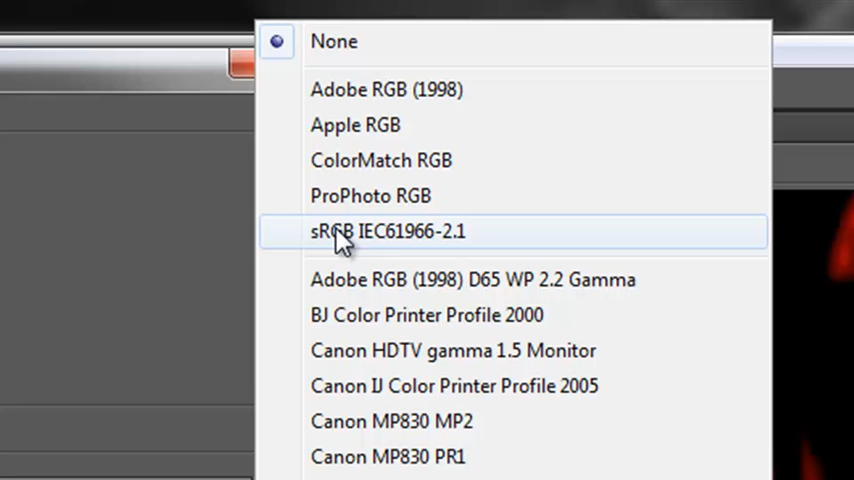 None
Adobe RGB (1998)
Apple RGB
ColorMatch RGB
ProPhoto RGB
sRGB IEC61966-2.1
Adobe RGB (1998) D65 WP 2.2 Gamma
BJ Color Printer Profile 2000
Canon HDTV gamma 1.5 Monitor
Canon IJ Color Printer Profile 2005
Canon MP830 MP2
Canon MP830 PR1